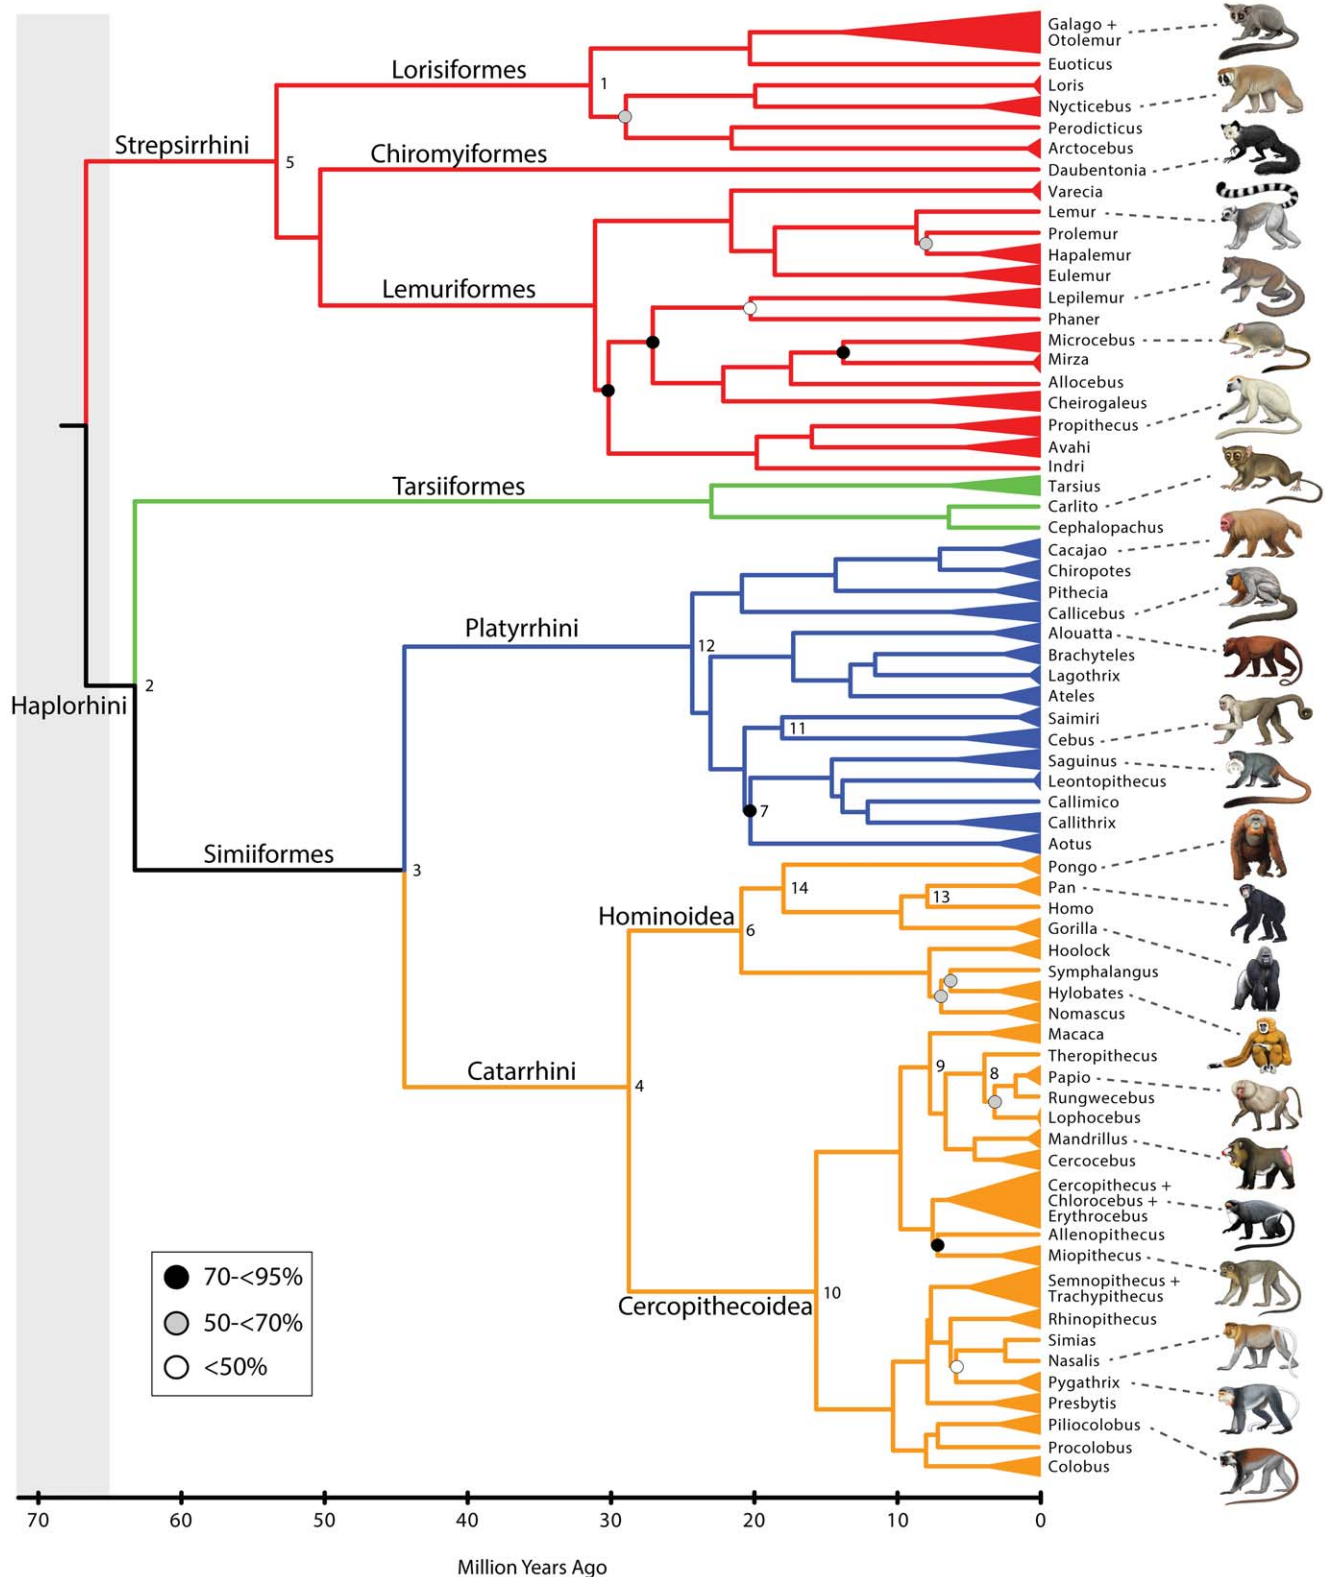 Galago +
Otolemur
Euoticus
Lorisiformes
1
Loris
Nycticebus
Perodicticus
Strepsirrhini
Arctocebus
5
Chiromyiformes
Daubentonia
Varecia
Lemur
Prolemur
Hapalemur
Eulemur
Lemuriformes
Lepilemur
Phaner
Microcebus
Mirza
Allocebus
Cheirogaleus
Propithecus
Avahi
Indri
Tarsiiformes
Tarsius
Carlito
Cephalopachus
Cacajao
Chiropotes
Pithecia
Callicebus
Platyrrhini
Alouatta
12
Brachyteles
Lagothrix
2
Ateles
Haplorhini
Saimiri
11
Cebus
Saguinus
Leontopithecus
Callimico
7
Callithrix
Aotus
Simiiformes
3
Pongo
14
Pan
13
Homo
Hominoidea
6
Gorilla
Hoolock
Symphalangus
Hylobates
Nomascus
Macaca
Theropithecus
9
8
Catarrhini
4
Papio
Rungwecebus
Lophocebus
Mandrillus
Cercocebus
Cercopithecus +
Chlorocebus +
Erythrocebus
Allenopithecus
Miopithecus
70-<95%
Semnopithecus +
Trachypithecus
10
Cercopithecoidea
50-<70%
Rhinopithecus
Simias
<50%
Nasalis
Pygathrix
Presbytis
Piliocolobus
Procolobus
Colobus
70 60 50 40 30 20 10 0
Million Years Ago